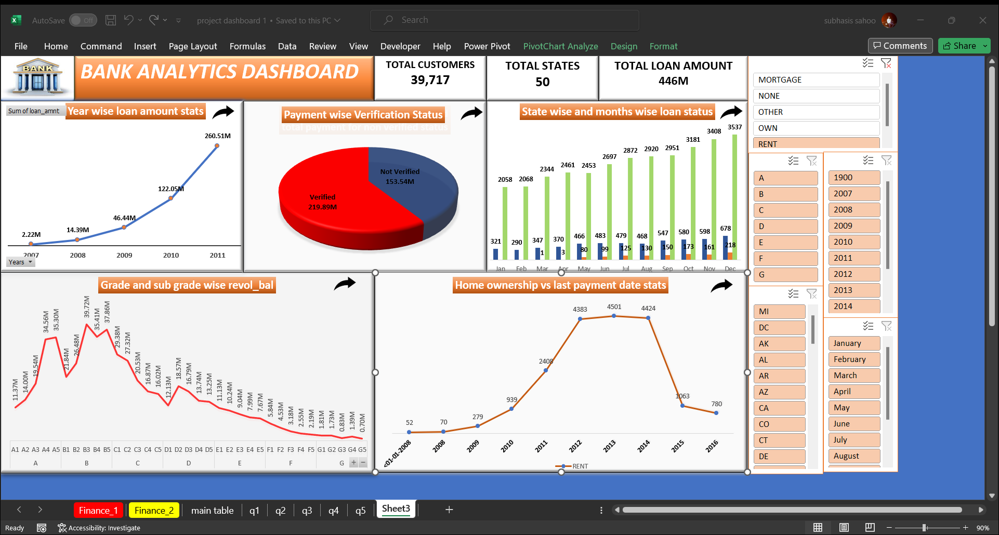 AutoSave Off project dashboard 1 • Saved to this PC Search subhasis sahoo
File Home Command Insert Page Layout Formulas Data Review View Developer Help Power Pivot PivotChart Analyze Design Format Comments Share
BANK
BANK ANALYTICS DASHBOARD
TOTAL CUSTOMERS
39,717
TOTAL STATES
50
TOTAL LOAN AMOUNT
446M
MORTGAGE
NONE
OTHER
OWN
RENT
Sum of loan_amnt
Year wise loan amount stats
260.51M
122.05M
46.44M
14.39M
2.22M
2007 2008 2009 2010 2011
Years
Payment wise Verification Status
total payment for non verified status
Not Verified
153.54M
Verified
219.89M
State wise and months wise loan status
2058 2068 2344 2461 2453 2697 2872 2920 2951 3181 3408 3537
321 290 347 370 466 483 479 468 547 580 598 678
1 3 80 99 125 130 150 173 161 218
Jan Feb Mar Apr May Jun Jul Aug Sep Oct Nov Dec
A
B
C
D
E
F
G
1900
2007
2008
2009
2010
2011
2012
2013
2014
Grade and sub grade wise revol_bal
11.37M 14.00M 19.54M 34.56M 35.30M 21.84M 26.48M 39.72M 35.41M 37.86M 29.38M 27.32M 20.53M 16.87M 16.02M 12.13M 18.57M 16.79M 13.74M 13.25M 11.13M 10.24M 9.04M 7.99M 7.67M 5.84M 4.53M 3.18M 2.55M 2.19M 1.81M 1.73M 0.83M 1.39M 0.70M
A1 A2 A3 A4 A5 B1 B2 B3 B4 B5 C1 C2 C3 C4 C5 D1 D2 D3 D4 D5 E1 E2 E3 E4 E5 F1 F2 F3 F4 F5 G1 G2 G3 G4 G5
A B C D E F G + −
Home ownership vs last payment date stats
52 70 279 939 2408 4383 4501 4424 1063 780
<01-01-2008 2008 2009 2010 2011 2012 2013 2014 2015 2016
RENT
MI
DC
AK
AL
AR
AZ
CA
CO
CT
DE
January
February
March
April
May
June
July
August
Finance_1 Finance_2 main table q1 q2 q3 q4 q5 Sheet3
Ready Accessibility: Investigate 90%